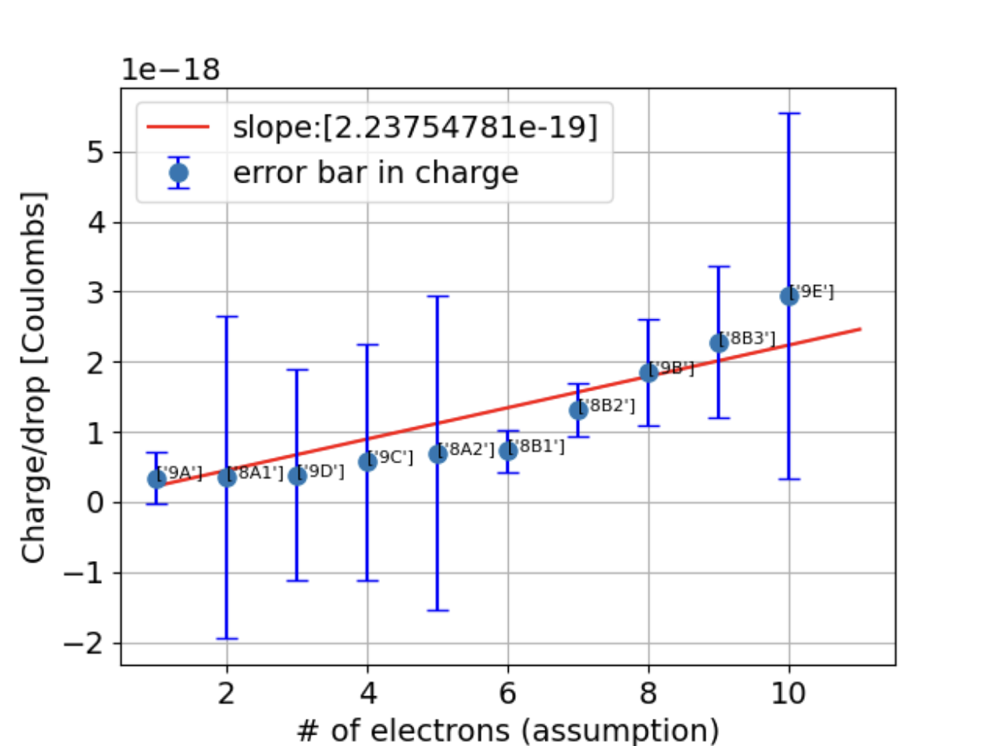 1e−18
slope:[2.23754781e-19]
error bar in charge
Charge/drop [Coulombs]
5
4
3
2
1
0
−1
−2
['9A']
['8A1']
['9D']
['9C']
['8A2']
['8B1']
['8B2']
['9B']
['8B3']
['9E']
2 4 6 8 10
# of electrons (assumption)